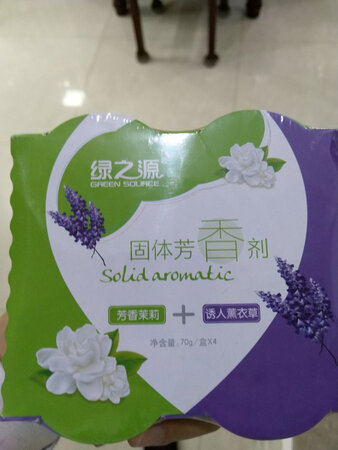 绿之源
GREEN SOURCE
固体芳香剂
Solid aromatic
芳香茉莉 + 诱人薰衣草
净含量:70g/盒X4